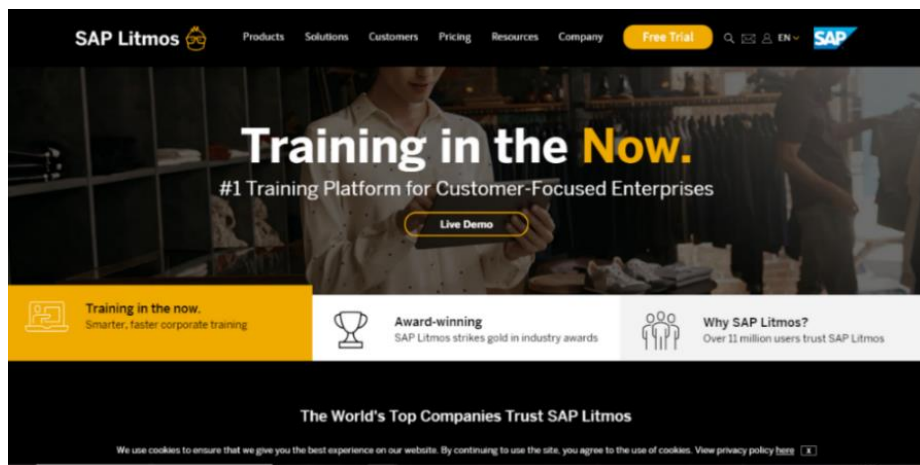 SAP Litmos
Products Solutions Customers Pricing Resources Company Free Trial EN SAP
Training in the Now.
#1 Training Platform for Customer-Focused Enterprises
Live Demo
Training in the now.
Smarter, faster corporate training
Award-winning
SAP Litmos strikes gold in industry awards
Why SAP Litmos?
Over 11 million users trust SAP Litmos
The World's Top Companies Trust SAP Litmos
We use cookies to ensure that we give you the best experience on our website. By continuing to use the site, you agree to the use of cookies. View privacy policy here X